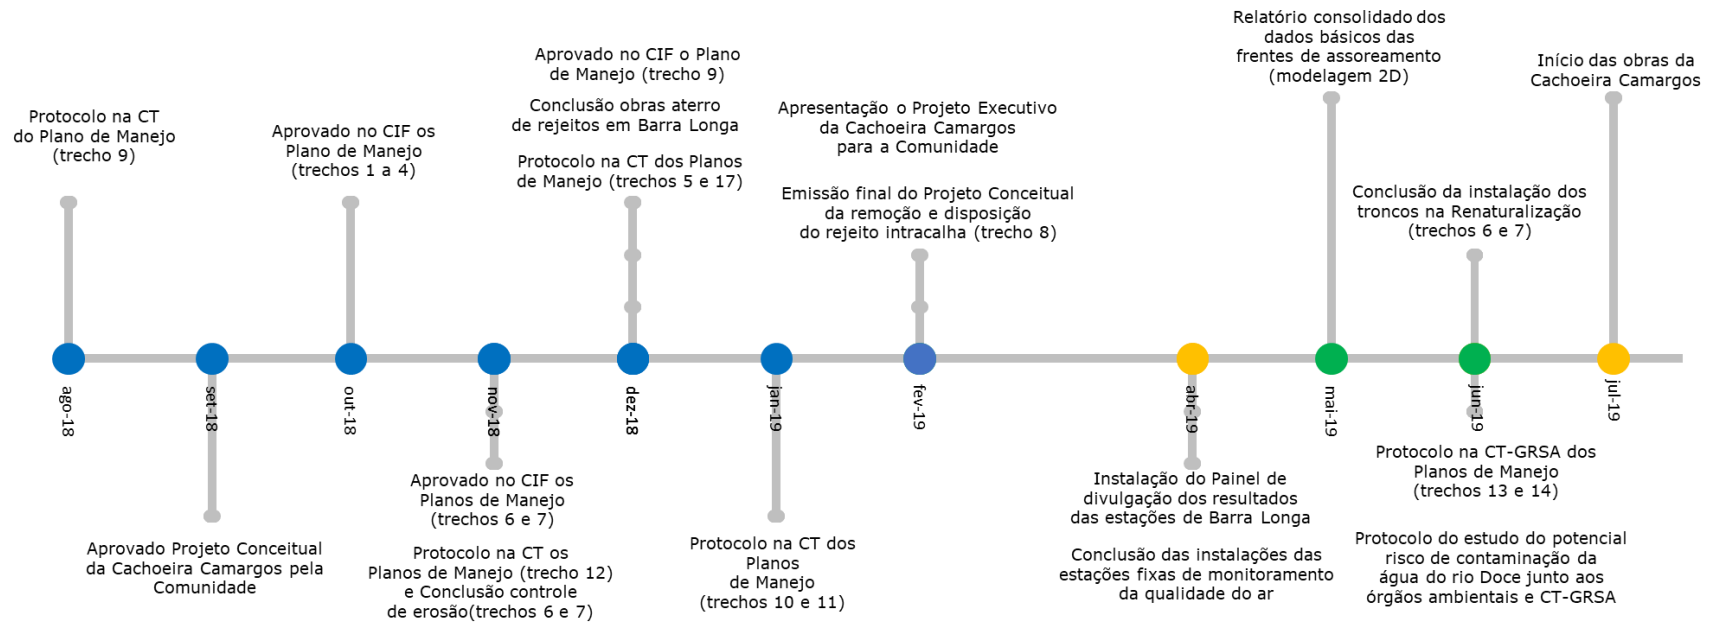 Protocolo na CT
do Plano de Manejo
(trecho 9)
Aprovado no CIF os
Plano de Manejo
(trechos 1 a 4)
Aprovado no CIF o Plano
de Manejo (trecho 9)
Conclusão obras aterro
de rejeitos em Barra Longa
Protocolo na CT dos Planos
de Manejo (trechos 5 e 17)
Apresentação o Projeto Executivo
da Cachoeira Camargos
para a Comunidade
Emissão final do Projeto Conceitual
da remoção e disposição
do rejeito intracalha (trecho 8)
Relatório consolidado dos
dados básicos das
frentes de assoreamento
(modelagem 2D)
Conclusão da instalação dos
troncos na Renaturalização
(trechos 6 e 7)
Início das obras da
Cachoeira Camargos
ago-18
set-18
out-18
nov-18
dez-18
jan-19
fev-19
abr-19
mai-19
jun-19
jul-19
Aprovado Projeto Conceitual
da Cachoeira Camargos pela
Comunidade
Aprovado no CIF os
Planos de Manejo
(trechos 6 e 7)
Protocolo na CT os
Planos de Manejo (trecho 12)
e Conclusão controle
de erosão(trechos 6 e 7)
Protocolo na CT dos
Planos
de Manejo
(trechos 10 e 11)
Instalação do Painel de
divulgação dos resultados
das estações de Barra Longa
Conclusão das instalações das
estações fixas de monitoramento
da qualidade do ar
Protocolo na CT-GRSA dos
Planos de Manejo
(trechos 13 e 14)
Protocolo do estudo do potencial
risco de contaminação da
água do rio Doce junto aos
órgãos ambientais e CT-GRSA